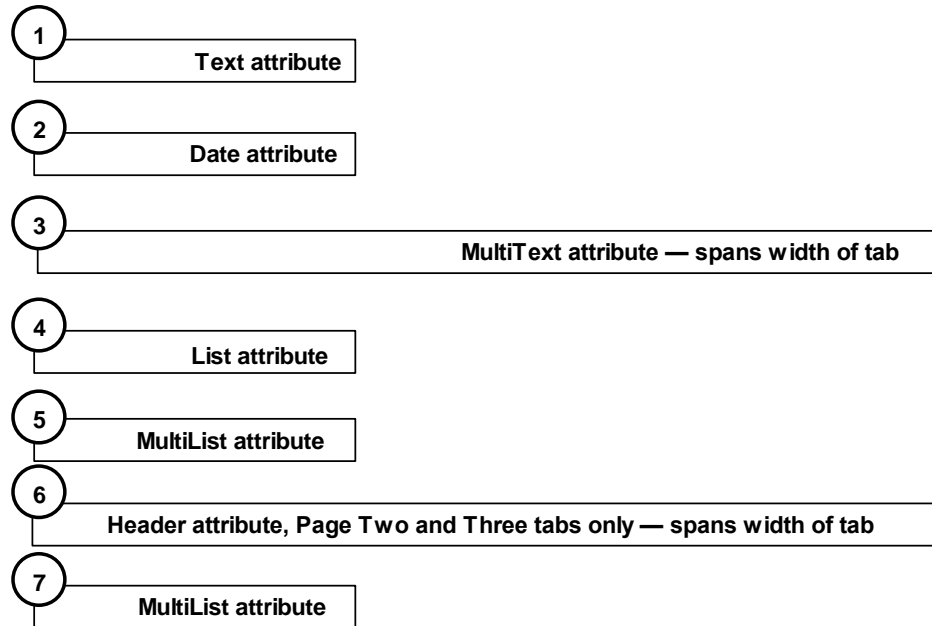 1
Text attribute
2
Date attribute
3
MultiText attribute — spans width of tab
4
List attribute
5
MultiList attribute
6
Header attribute, Page Two and Three tabs only — spans width of tab
7
MultiList attribute